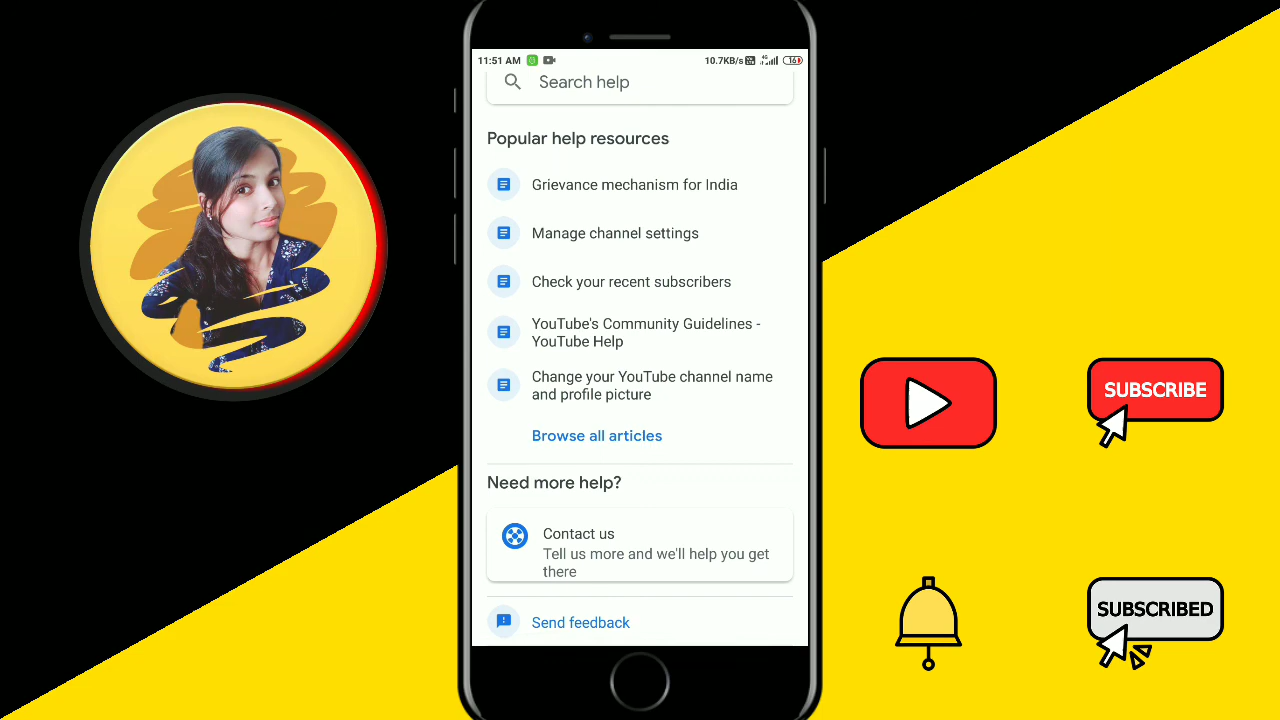 11:51 AM 10.7KB/s 4G 16
Search help
Popular help resources
Grievance mechanism for India
Manage channel settings
Check your recent subscribers
YouTube's Community Guidelines -
YouTube Help
Change your YouTube channel name
and profile picture
Browse all articles
Need more help?
Contact us
Tell us more and we'll help you get
there
Send feedback
SUBSCRIBE
SUBSCRIBED